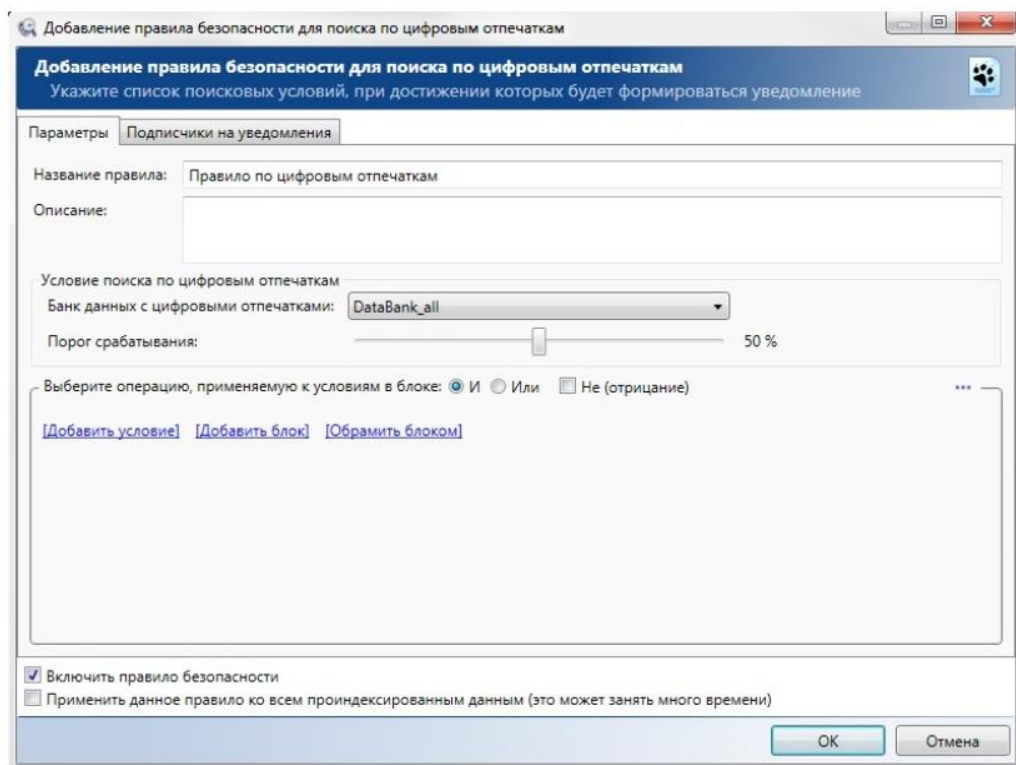 Добавление правила безопасности для поиска по цифровым отпечаткам
Добавление правила безопасности для поиска по цифровым отпечаткам
Укажите список поисковых условий, при достижении которых будет формироваться уведомление
Параметры Подписчики на уведомления
Название правила: Правило по цифровым отпечаткам
Описание:
Условие поиска по цифровым отпечаткам
Банк данных с цифровыми отпечатками: DataBank_all
Порог срабатывания: 50 %
Выберите операцию, применяемую к условиям в блоке: И Или Не (отрицание) ...
[Добавить условие] [Добавить блок] [Обрамить блоком]
Включить правило безопасности
Применить данное правило ко всем проиндексированным данным (это может занять много времени)
OK Отмена